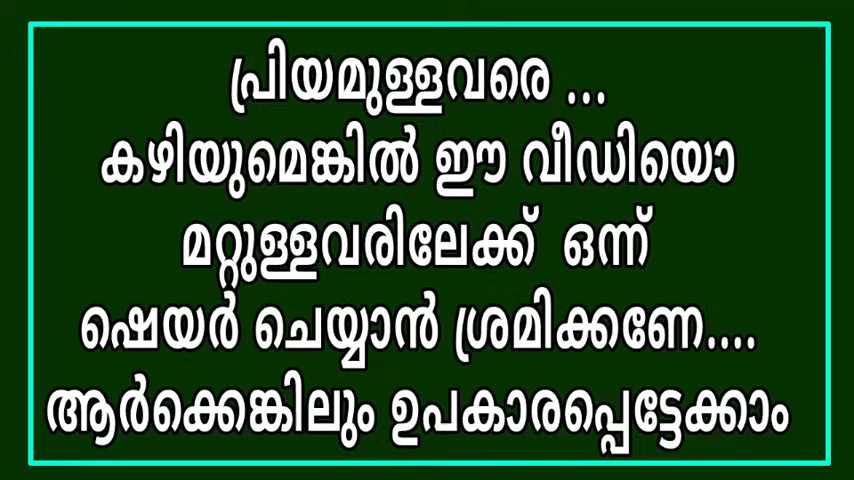 പ്രിയമുള്ളവരെ ...
കഴിയുമെങ്കിൽ ഈ വീഡിയൊ
മറ്റുള്ളവരിലേക്ക് ഒന്ന്
ഷെയർ ചെയ്യാൻ ശ്രമിക്കണേ....
ആർക്കെങ്കിലും ഉപകാരപ്പെട്ടേക്കാം